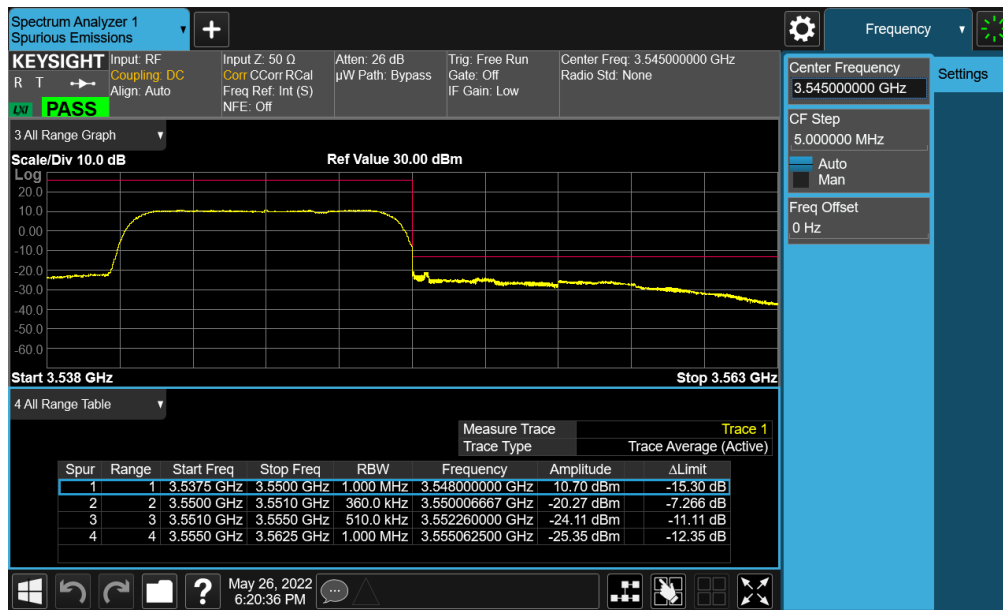 Spectrum Analyzer 1
Spurious Emissions
+
Frequency
KEYSIGHT
R T
LXI PASS
Input: RF
Coupling: DC
Align: Auto
Input Z: 50 Ω
Corr CCorr RCal
Freq Ref: Int (S)
NFE: Off
Atten: 26 dB
µW Path: Bypass
Trig: Free Run
Gate: Off
IF Gain: Low
Center Freq: 3.545000000 GHz
Radio Std: None
Center Frequency
3.545000000 GHz
Settings
CF Step
5.000000 MHz
Auto
Man
Freq Offset
0 Hz
3 All Range Graph
Scale/Div 10.0 dB
Ref Value 30.00 dBm
Log
20.0
10.0
0.00
-10.0
-20.0
-30.0
-40.0
-50.0
-60.0
Start 3.538 GHz
Stop 3.563 GHz
4 All Range Table
Measure Trace Trace 1
Trace Type Trace Average (Active)
Spur Range Start Freq Stop Freq RBW Frequency Amplitude ΔLimit
1 1 3.5375 GHz 3.5500 GHz 1.000 MHz 3.548000000 GHz 10.70 dBm -15.30 dB
2 2 3.5500 GHz 3.5510 GHz 360.0 kHz 3.550006667 GHz -20.27 dBm -7.266 dB
3 3 3.5510 GHz 3.5550 GHz 510.0 kHz 3.552260000 GHz -24.11 dBm -11.11 dB
4 4 3.5550 GHz 3.5625 GHz 1.000 MHz 3.555062500 GHz -25.35 dBm -12.35 dB
?
May 26, 2022
6:20:36 PM